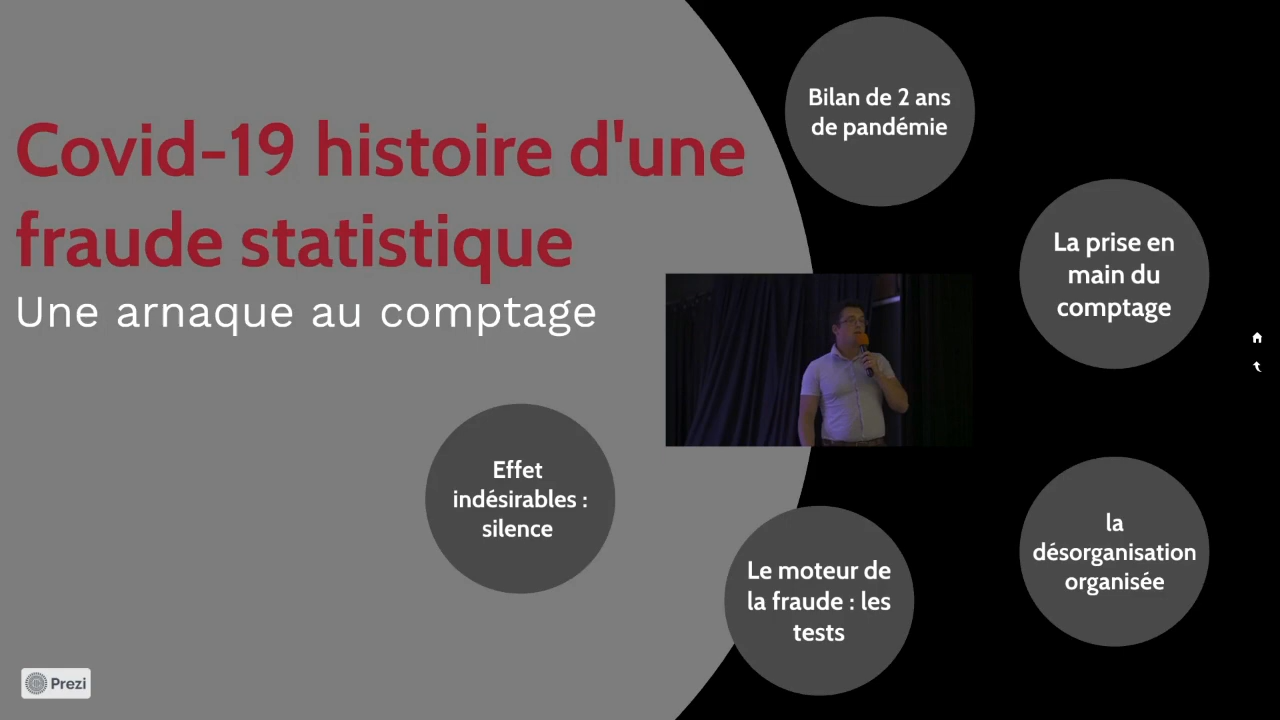 Covid-19 histoire d'une
fraude statistique
Une arnaque au comptage
Bilan de 2 ans
de pandémie
La prise en
main du
comptage
la
désorganisation
organisée
Le moteur de
la fraude : les
tests
Effet
indésirables :
silence
Prezi